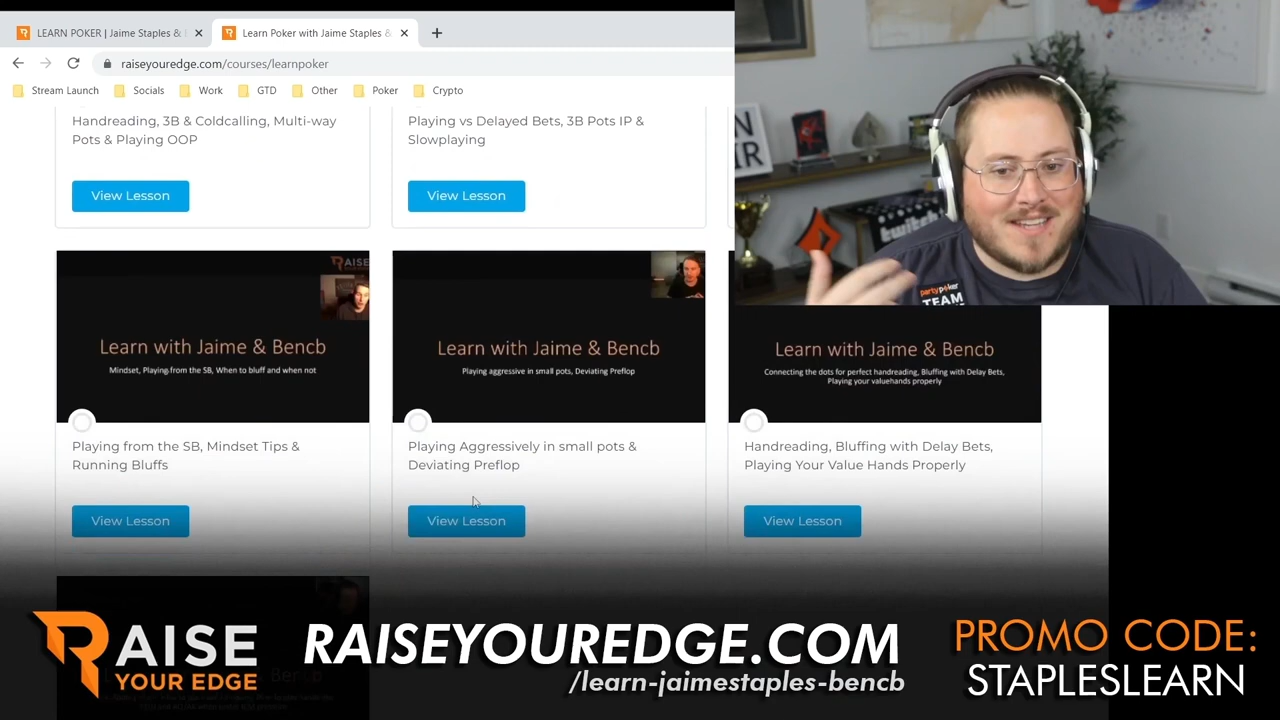 LEARN POKER | Jaime Staples &
Learn Poker with Jaime Staples &
raiseyouredge.com/courses/learnpoker
Stream Launch
Socials
Work
GTD
Other
Poker
Crypto
Handreading, 3B & Coldcalling, Multi-way
Pots & Playing OOP
View Lesson
Playing vs Delayed Bets, 3B Pots IP &
Slowplaying
View Lesson
twitch
partypoker
TEAM
RAISE
Learn with Jaime & Bencb
Mindset, Playing from the SB, When to bluff and when not
Playing from the SB, Mindset Tips &
Running Bluffs
View Lesson
Learn with Jaime & Bencb
Playing aggressive in small pots, Deviating Preflop
Playing Aggressively in small pots &
Deviating Preflop
View Lesson
Learn with Jaime & Bencb
Connecting the dots for perfect handreading, Bluffing with Delay Bets,
Playing your valuehands properly
Handreading, Bluffing with Delay Bets,
Playing Your Value Hands Properly
View Lesson
RAISE
YOUR EDGE
RAISEYOUREDGE.COM
/learn-jaimestaples-bencb
PROMO CODE:
STAPLESLEARN